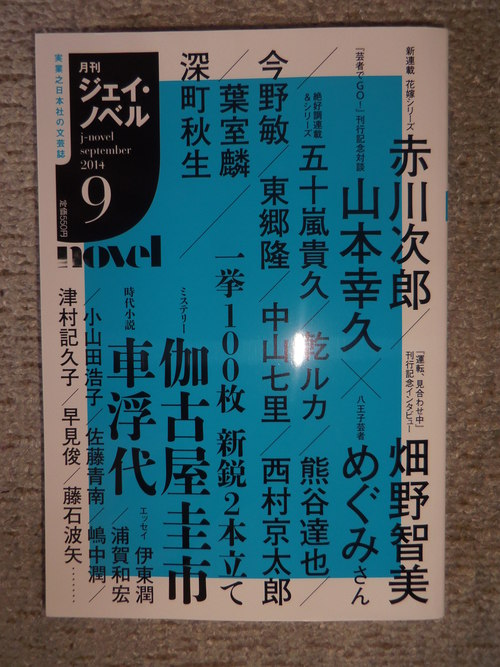 月刊
ジェイ・
ノベル
j-novel
september
2014
9
定価550円
実業之日本社の文芸誌
novel
新連載 花嫁シリーズ
赤川次郎/
『運転、見合わせ中』
刊行記念インタビュー
畑野智美
『芸者でGO!』刊行記念対談
山本幸久×
八王子芸者
めぐみさん
絶好調連載
&シリーズ
五十嵐貴久/乾ルカ/熊谷達也/
今野敏/東郷隆/中山七里/西村京太郎
/葉室麟/
深町秋生
一挙100枚 新鋭2本立て
ミステリー
伽古屋圭市
時代小説
車浮代
エッセイ
伊東潤
/浦賀和宏
/小山田浩子/佐藤青南/嶋中潤/
津村記久子/早見俊/藤石波矢………